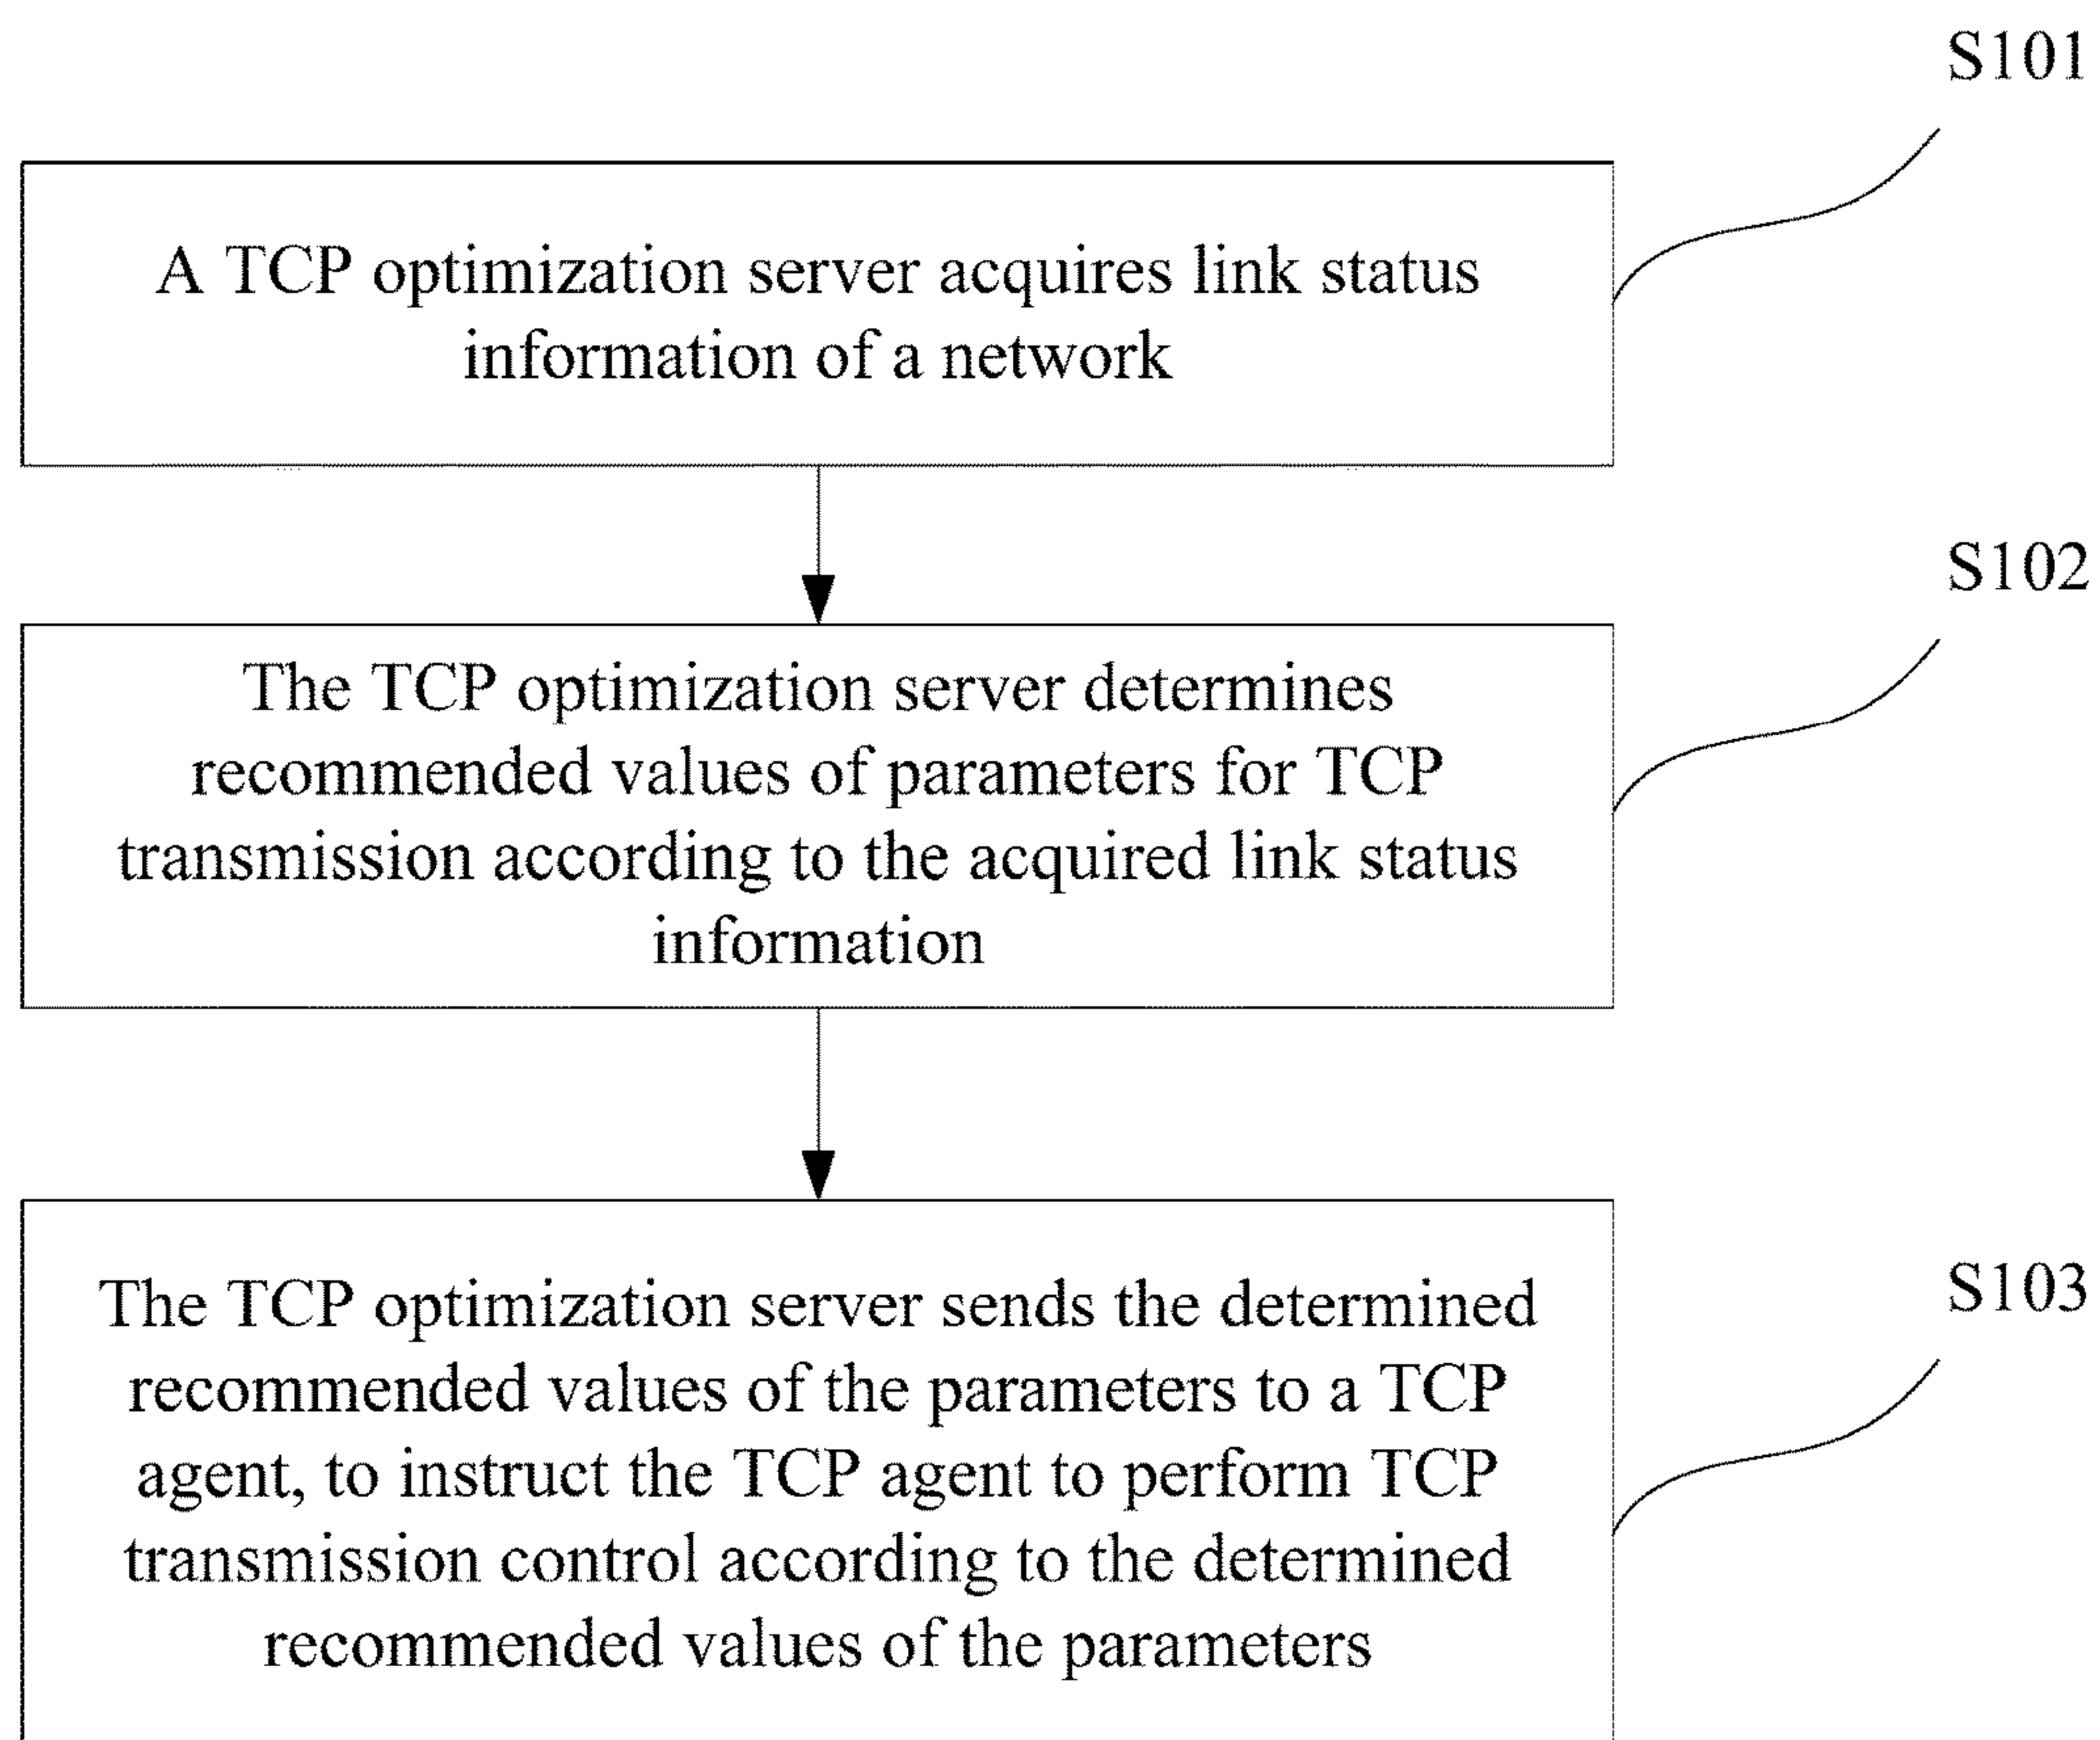 S101
A TCP optimization server acquires link status
information of a network
S102
The TCP optimization server determines
recommended values of parameters for TCP
transmission according to the acquired link status
information
S103
The TCP optimization server sends the determined
recommended values of the parameters to a TCP
agent, to instruct the TCP agent to perform TCP
transmission control according to the determined
recommended values of the parameters